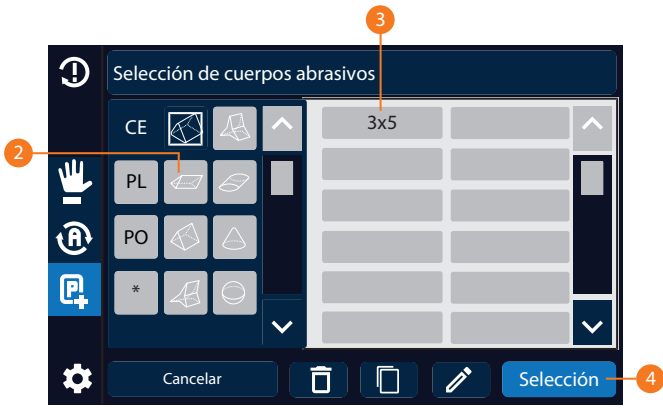 3
Selección de cuerpos abrasivos
CE
3x5
2
PL
A
PO
P
*
Cancelar
Selección
4